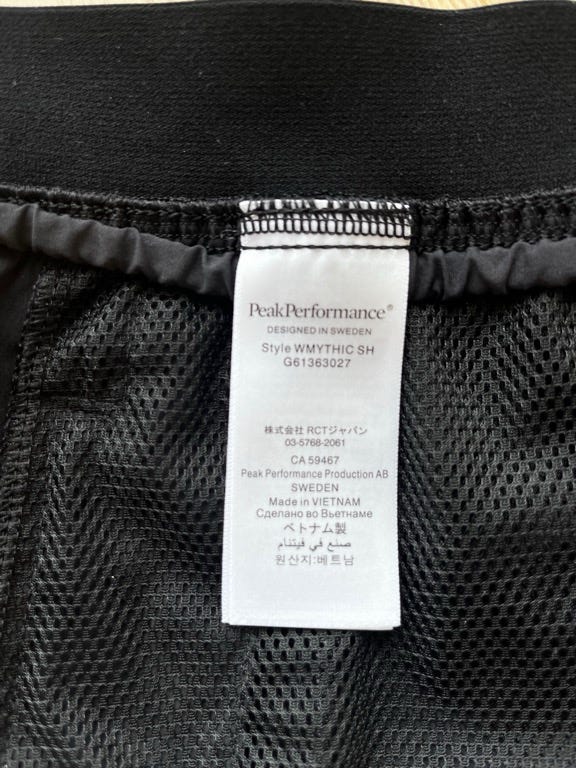 PeakPerformance®
DESIGNED IN SWEDEN
Style WMYTHIC SH
G61363027
株式会社 RCTジャパン
03-5768-2061
CA 59467
Peak Performance Production AB
SWEDEN
Made in VIETNAM
Сделано во Вьетнаме
ベトナム製
صنع في فيتنام
원산지:베트남